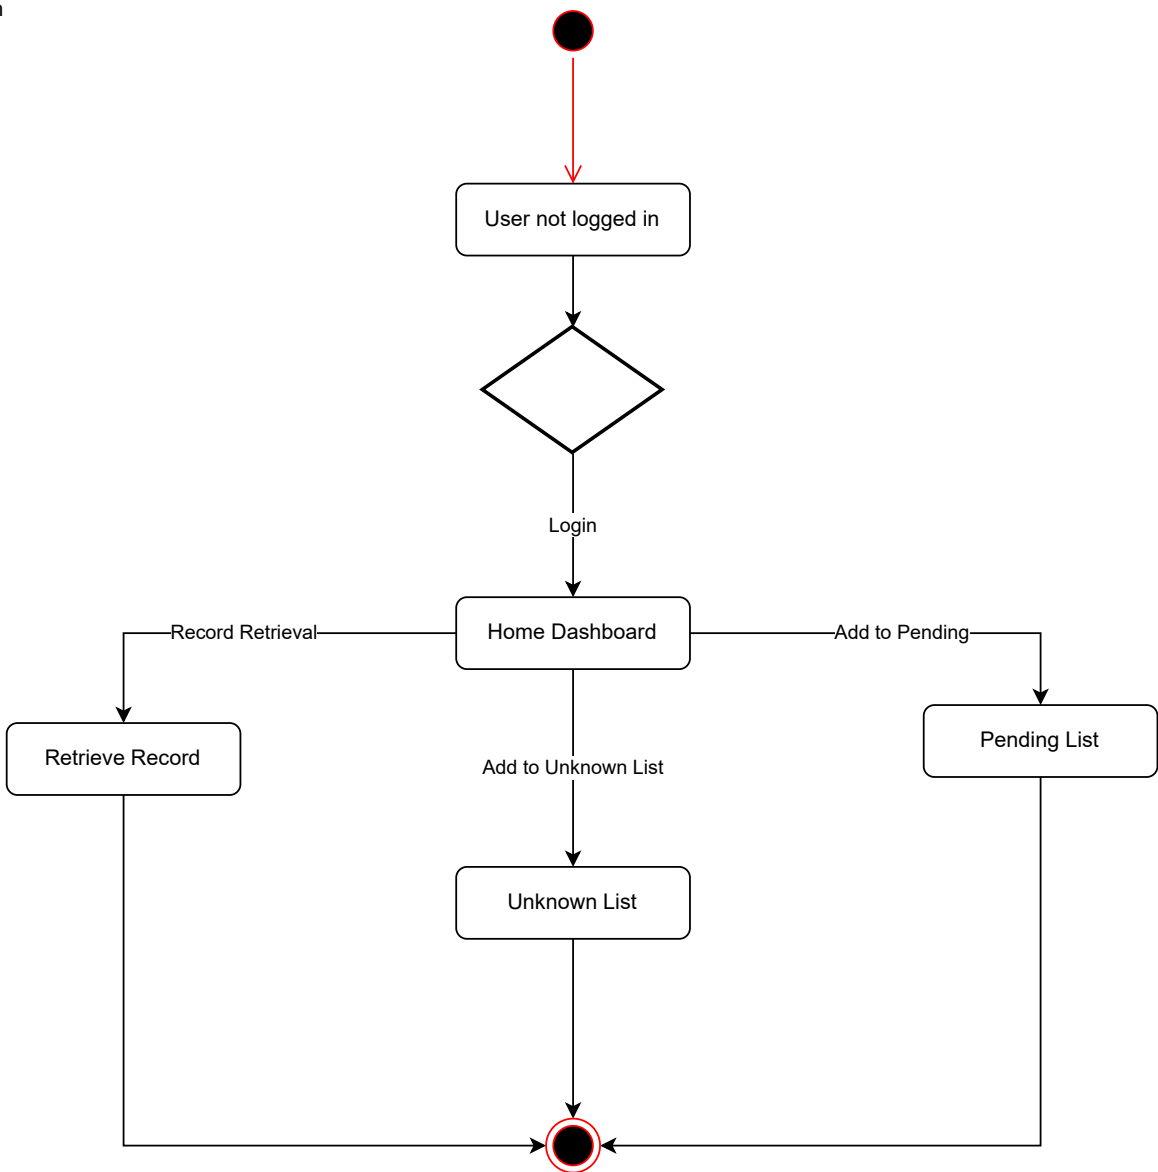 User not logged in
Login
Record Retrieval
Home Dashboard
Add to Pending
Retrieve Record
Add to Unknown List
Pending List
Unknown List